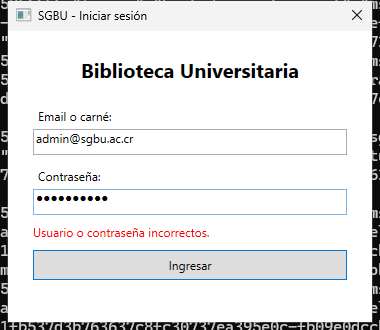 SGBU - Iniciar sesión
Biblioteca Universitaria
Email o carné:
admin@sgbu.ac.cr
Contraseña:
••••••••••
Usuario o contraseña incorrectos.
Ingresar